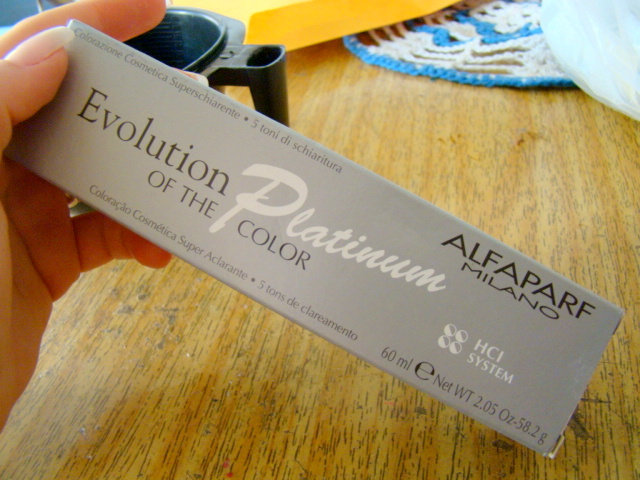 Colorazione Cosmetica Superschiarente • 5 toni di schiaritura
Evolution
OF THE
COLOR
Platinum
ALFAPARF
MILANO
Coloração Cosmética Super Aclarante • 5 tons de clareamento
HCI
SYSTEM
60 ml ℮ Net WT 2.05 Oz-58.2 g